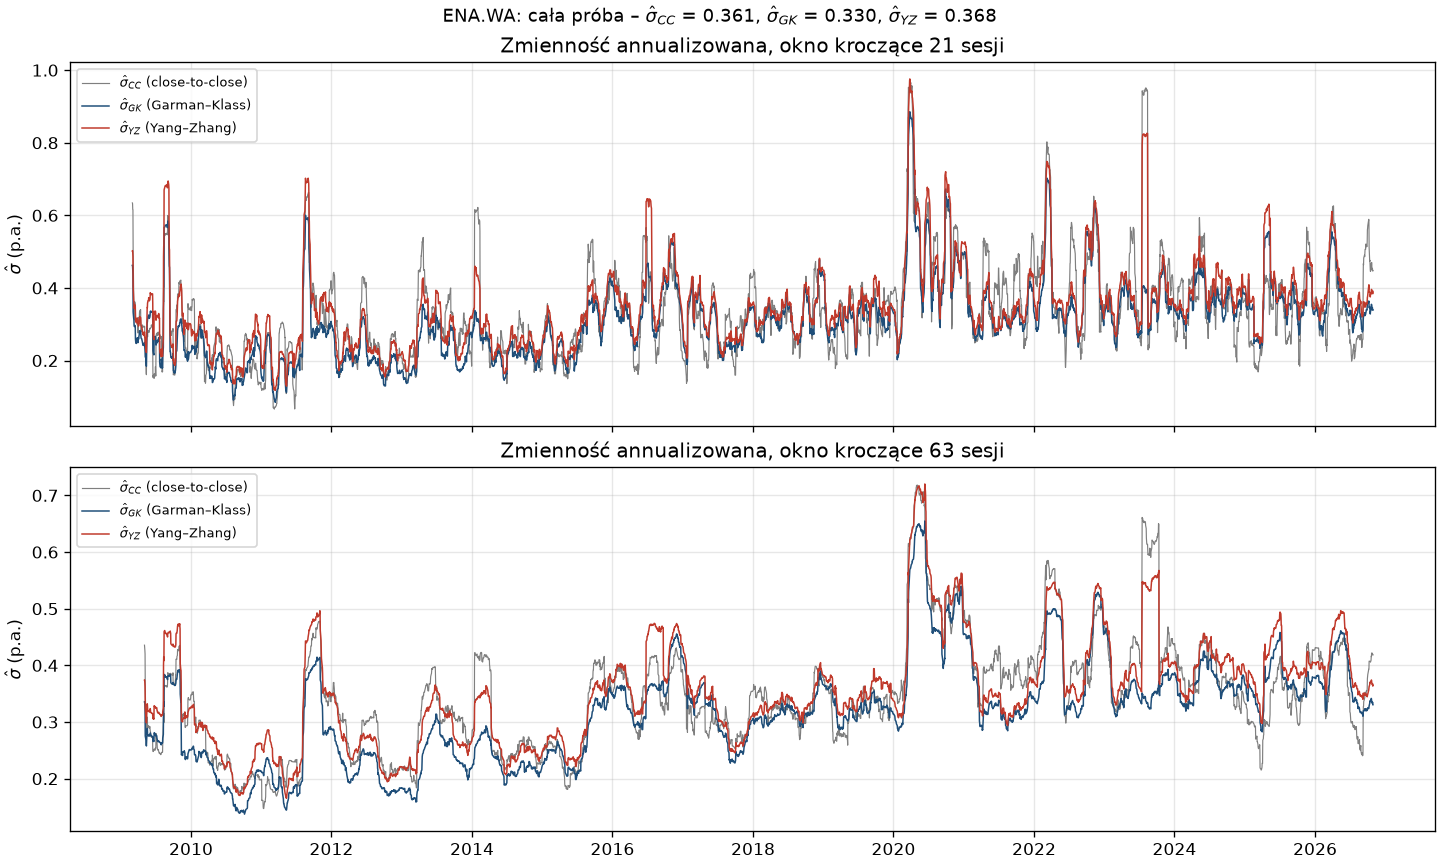 ENA.WA: cała próba – σ̂_CC = 0.361, σ̂_GK = 0.330, σ̂_YZ = 0.368
Zmienność annualizowana, okno kroczące 21 sesji
σ̂ (p.a.)
1.0
0.8
0.6
0.4
0.2
σ̂_CC (close-to-close)
σ̂_GK (Garman–Klass)
σ̂_YZ (Yang–Zhang)
Zmienność annualizowana, okno kroczące 63 sesji
σ̂ (p.a.)
0.7
0.6
0.5
0.4
0.3
0.2
σ̂_CC (close-to-close)
σ̂_GK (Garman–Klass)
σ̂_YZ (Yang–Zhang)
2010 2012 2014 2016 2018 2020 2022 2024 2026